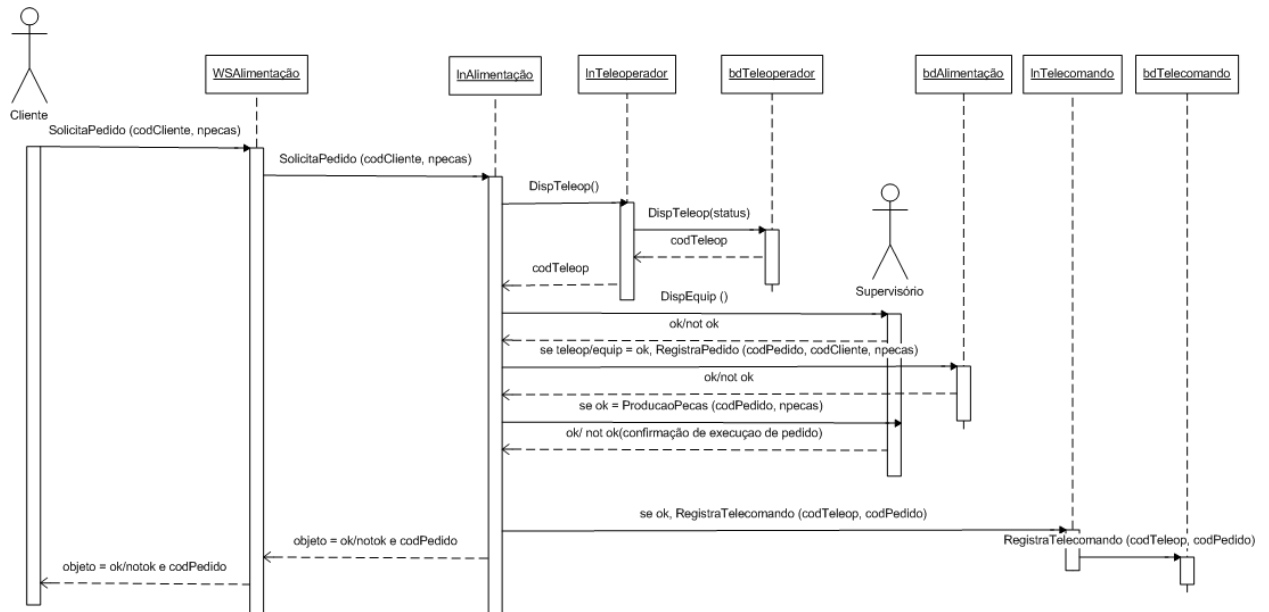 WSAlimentação
lnAlimentação
lnTeleoperador
bdTeleoperador
bdAlimentação
lnTelecomando
bdTelecomando
Cliente
SolicitaPedido (codCliente, npecas)
SolicitaPedido (codCliente, npecas)
DispTeleop()
DispTeleop(status)
codTeleop
codTeleop
Supervisório
DispEquip ()
ok/not ok
se teleop/equip = ok, RegistraPedido (codPedido, codCliente, npecas)
ok/not ok
se ok = ProducaoPecas (codPedido, npecas)
ok/ not ok(confirmação de execuçao de pedido)
se ok, RegistraTelecomando (codTeleop, codPedido)
RegistraTelecomando (codTeleop, codPedido)
objeto = ok/notok e codPedido
objeto = ok/notok e codPedido